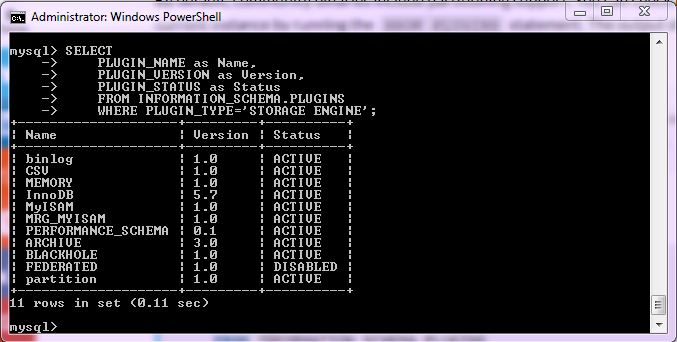 Administrator: Windows PowerShell
mysql> SELECT
    ->     PLUGIN_NAME as Name,
    ->     PLUGIN_VERSION as Version,
    ->     PLUGIN_STATUS as Status
    ->     FROM INFORMATION_SCHEMA.PLUGINS
    ->     WHERE PLUGIN_TYPE='STORAGE ENGINE';
+--------------------+---------+----------+
| Name               | Version | Status   |
+--------------------+---------+----------+
| binlog             | 1.0     | ACTIVE   |
| CSV                | 1.0     | ACTIVE   |
| MEMORY             | 1.0     | ACTIVE   |
| InnoDB             | 5.7     | ACTIVE   |
| MyISAM             | 1.0     | ACTIVE   |
| MRG_MYISAM         | 1.0     | ACTIVE   |
| PERFORMANCE_SCHEMA | 0.1     | ACTIVE   |
| ARCHIVE            | 3.0     | ACTIVE   |
| BLACKHOLE          | 1.0     | ACTIVE   |
| FEDERATED          | 1.0     | DISABLED |
| partition          | 1.0     | ACTIVE   |
+--------------------+---------+----------+
11 rows in set (0.11 sec)
mysql>